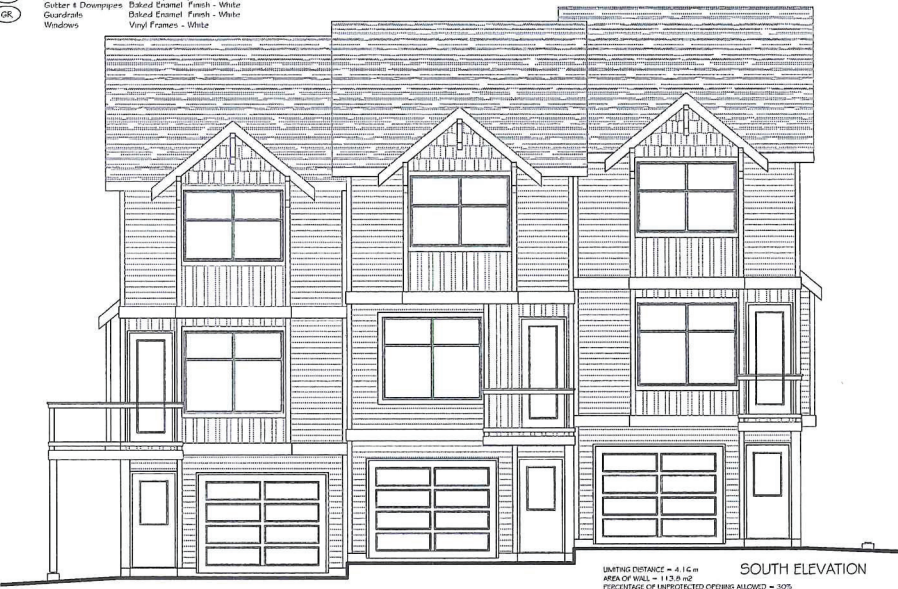 Gutter & Downpipes Baked Enamel Finish - White
GR Guardrails Baked Enamel Finish - White
Windows Vinyl Frames - White
LIMITING DISTANCE = 4.16 m
SOUTH ELEVATION
AREA OF WALL = 113.8 m2
PERCENTAGE OF UNPROTECTED OPENING ALLOWED = 30%